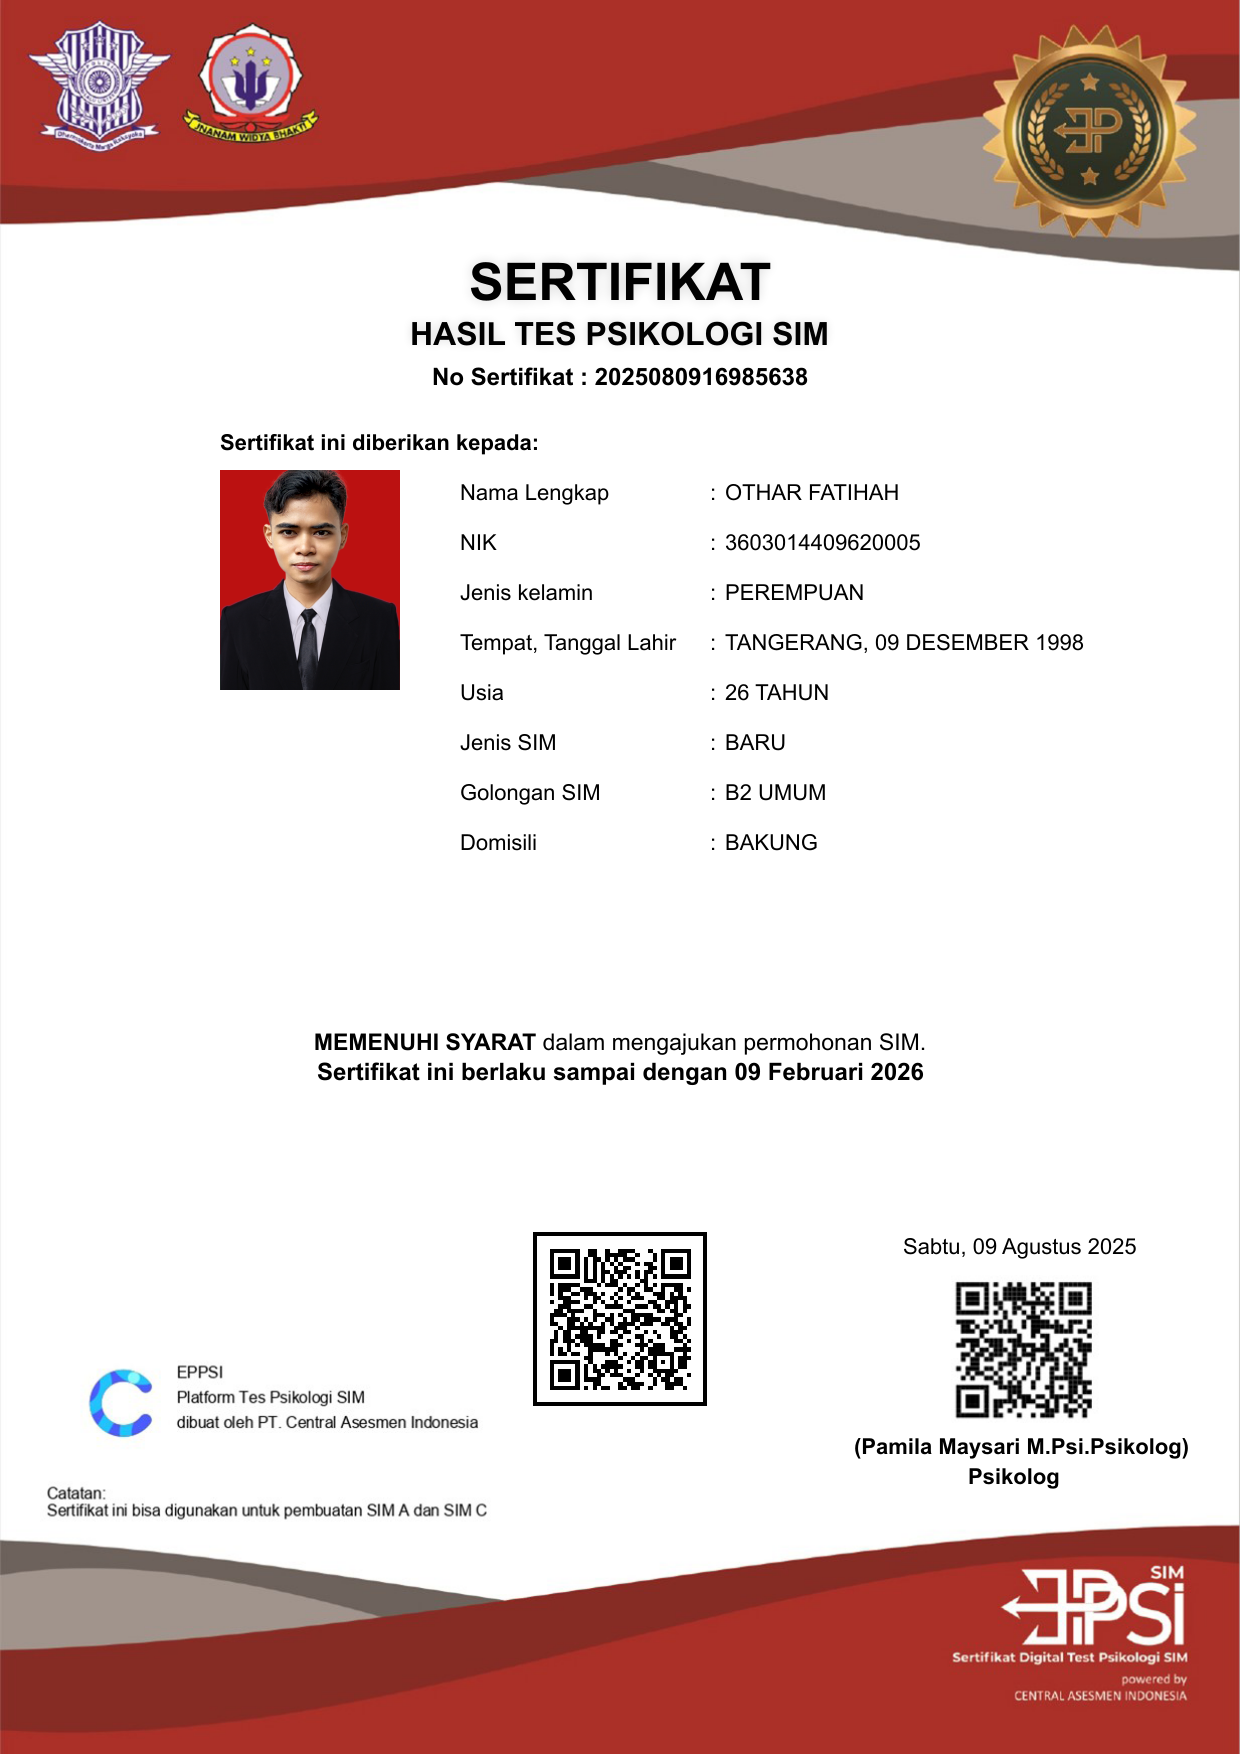 Dharmakerta Marga Raksyaka
JNANAM WIDYA BHAKTI
SERTIFIKAT
HASIL TES PSIKOLOGI SIM
No Sertifikat : 2025080916985638
Sertifikat ini diberikan kepada:
Nama Lengkap : OTHAR FATIHAH
NIK : 3603014409620005
Jenis kelamin : PEREMPUAN
Tempat, Tanggal Lahir : TANGERANG, 09 DESEMBER 1998
Usia : 26 TAHUN
Jenis SIM : BARU
Golongan SIM : B2 UMUM
Domisili : BAKUNG
MEMENUHI SYARAT dalam mengajukan permohonan SIM.
Sertifikat ini berlaku sampai dengan 09 Februari 2026
Sabtu, 09 Agustus 2025
EPPSI
Platform Tes Psikologi SIM
dibuat oleh PT. Central Asesmen Indonesia
(Pamila Maysari M.Psi.Psikolog)
Psikolog
Catatan:
Sertifikat ini bisa digunakan untuk pembuatan SIM A dan SIM C
SIM
EPPSi
Sertifikat Digital Test Psikologi SIM
powered by
CENTRAL ASESMEN INDONESIA